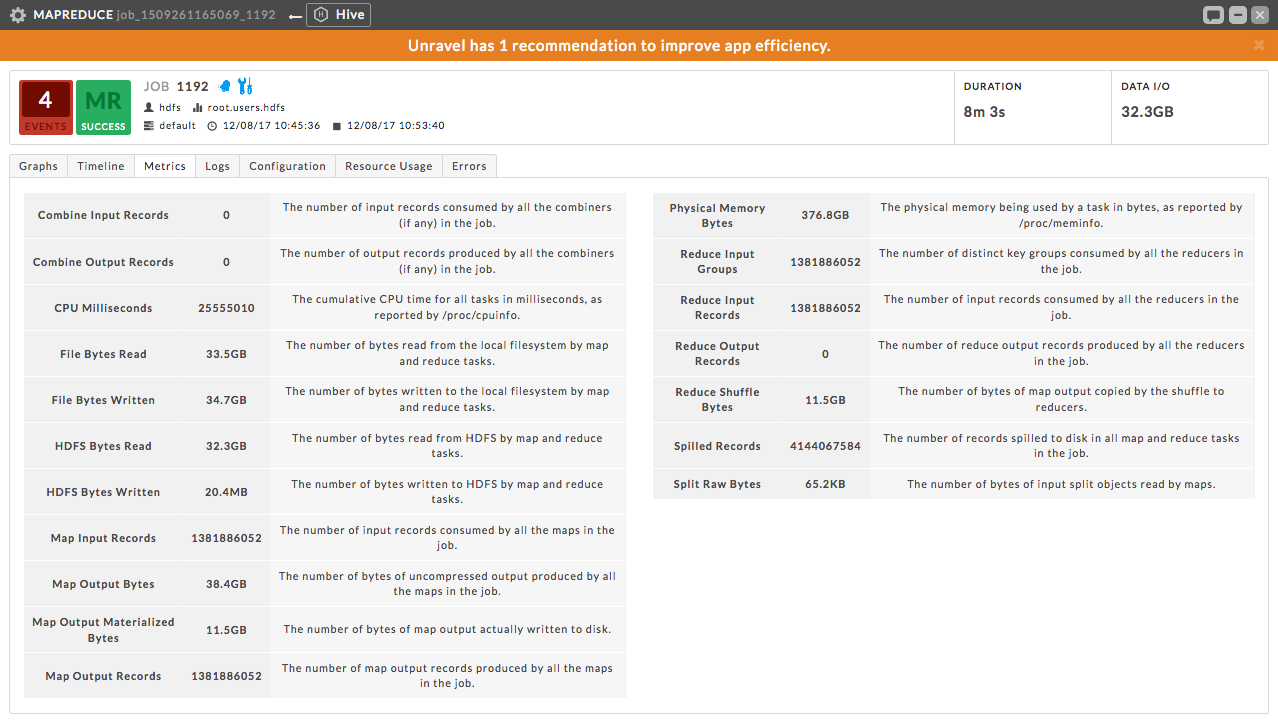 MAPREDUCE job_1509261165069_1192 Hive
Unravel has 1 recommendation to improve app efficiency.
4
EVENTS
MR
SUCCESS
JOB 1192
hdfs root.users.hdfs
default 12/08/17 10:45:36 12/08/17 10:53:40
DURATION
8m 3s
DATA I/O
32.3GB
Graphs Timeline Metrics Logs Configuration Resource Usage Errors
Combine Input Records 0 The number of input records consumed by all the combiners
(if any) in the job.
Combine Output Records 0 The number of output records produced by all the combiners
(if any) in the job.
CPU Milliseconds 25555010 The cumulative CPU time for all tasks in milliseconds, as
reported by /proc/cpuinfo.
File Bytes Read 33.5GB The number of bytes read from the local filesystem by map
and reduce tasks.
File Bytes Written 34.7GB The number of bytes written to the local filesystem by map
and reduce tasks.
HDFS Bytes Read 32.3GB The number of bytes read from HDFS by map and reduce
tasks.
HDFS Bytes Written 20.4MB The number of bytes written to HDFS by map and reduce
tasks.
Map Input Records 1381886052 The number of input records consumed by all the maps in the
job.
Map Output Bytes 38.4GB The number of bytes of uncompressed output produced by all
the maps in the job.
Map Output Materialized
Bytes 11.5GB The number of bytes of map output actually written to disk.
Map Output Records 1381886052 The number of map output records produced by all the maps
in the job.
Physical Memory
Bytes 376.8GB The physical memory being used by a task in bytes, as reported by
/proc/meminfo.
Reduce Input
Groups 1381886052 The number of distinct key groups consumed by all the reducers in
the job.
Reduce Input
Records 1381886052 The number of input records consumed by all the reducers in the
job.
Reduce Output
Records 0 The number of reduce output records produced by all the reducers
in the job.
Reduce Shuffle
Bytes 11.5GB The number of bytes of map output copied by the shuffle to
reducers.
Spilled Records 4144067584 The number of records spilled to disk in all map and reduce tasks
in the job.
Split Raw Bytes 65.2KB The number of bytes of input split objects read by maps.